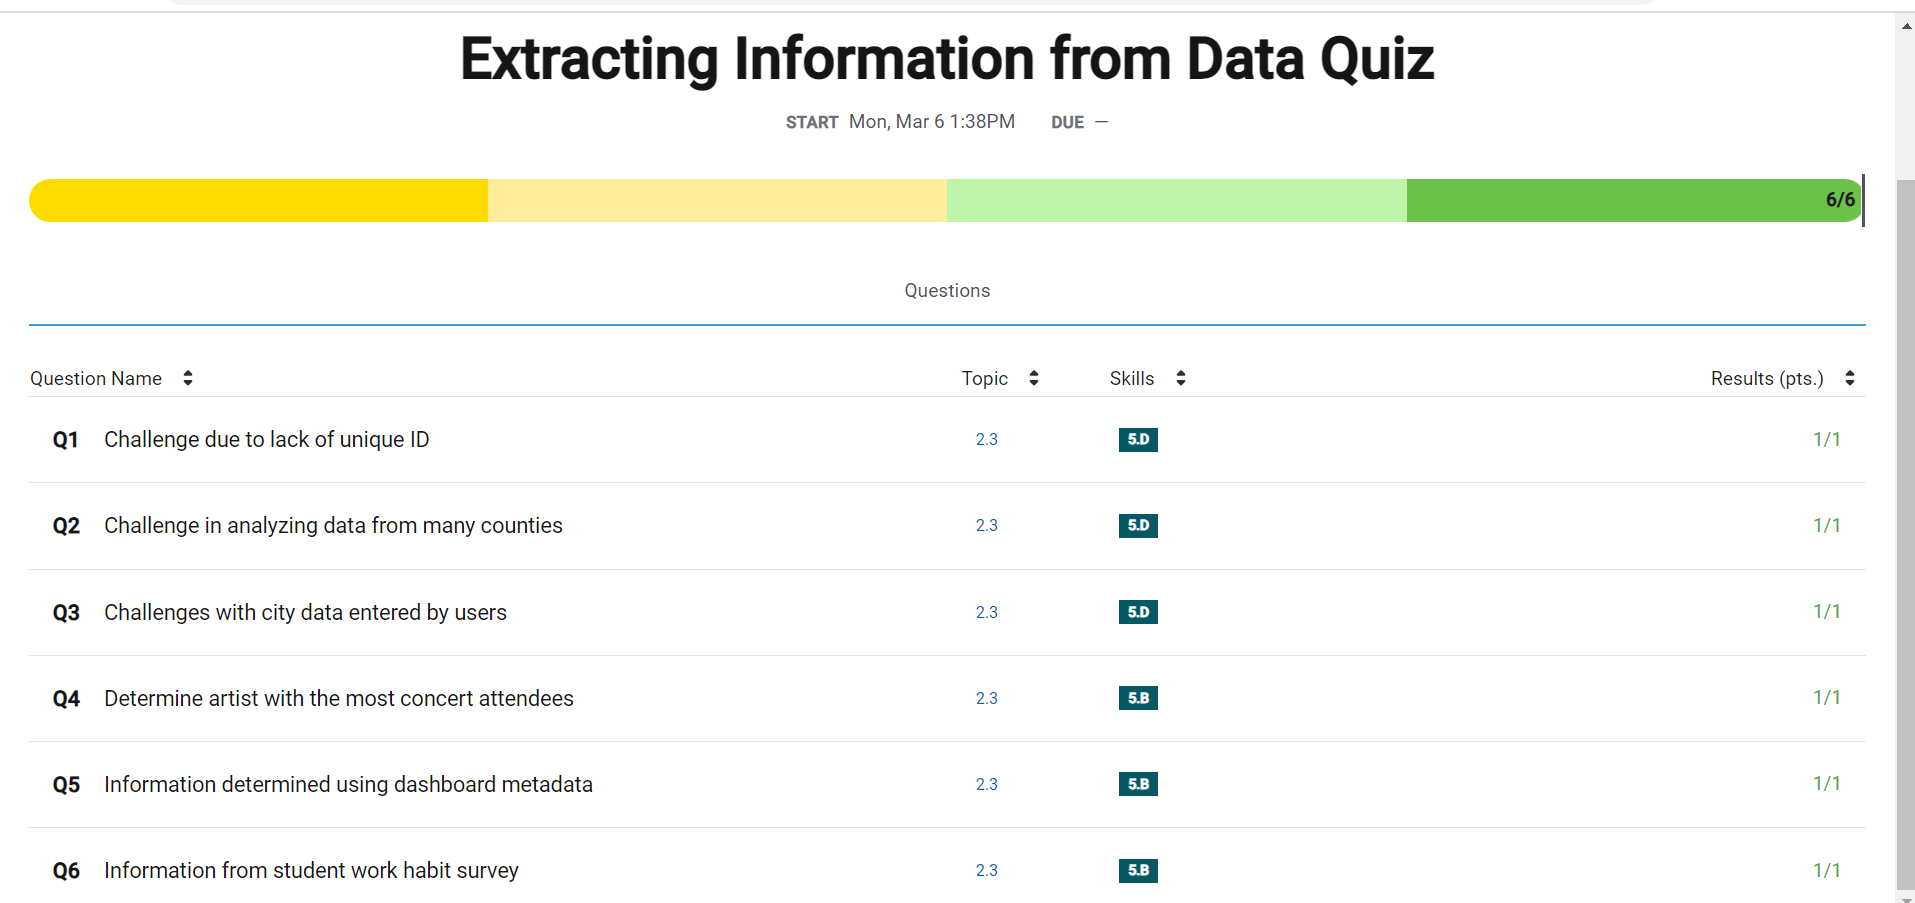 Extracting Information from Data Quiz
START Mon, Mar 6 1:38PM DUE —
6/6
Questions
Question Name Topic Skills Results (pts.)
Q1 Challenge due to lack of unique ID 2.3 5.D 1/1
Q2 Challenge in analyzing data from many counties 2.3 5.D 1/1
Q3 Challenges with city data entered by users 2.3 5.D 1/1
Q4 Determine artist with the most concert attendees 2.3 5.B 1/1
Q5 Information determined using dashboard metadata 2.3 5.B 1/1
Q6 Information from student work habit survey 2.3 5.B 1/1